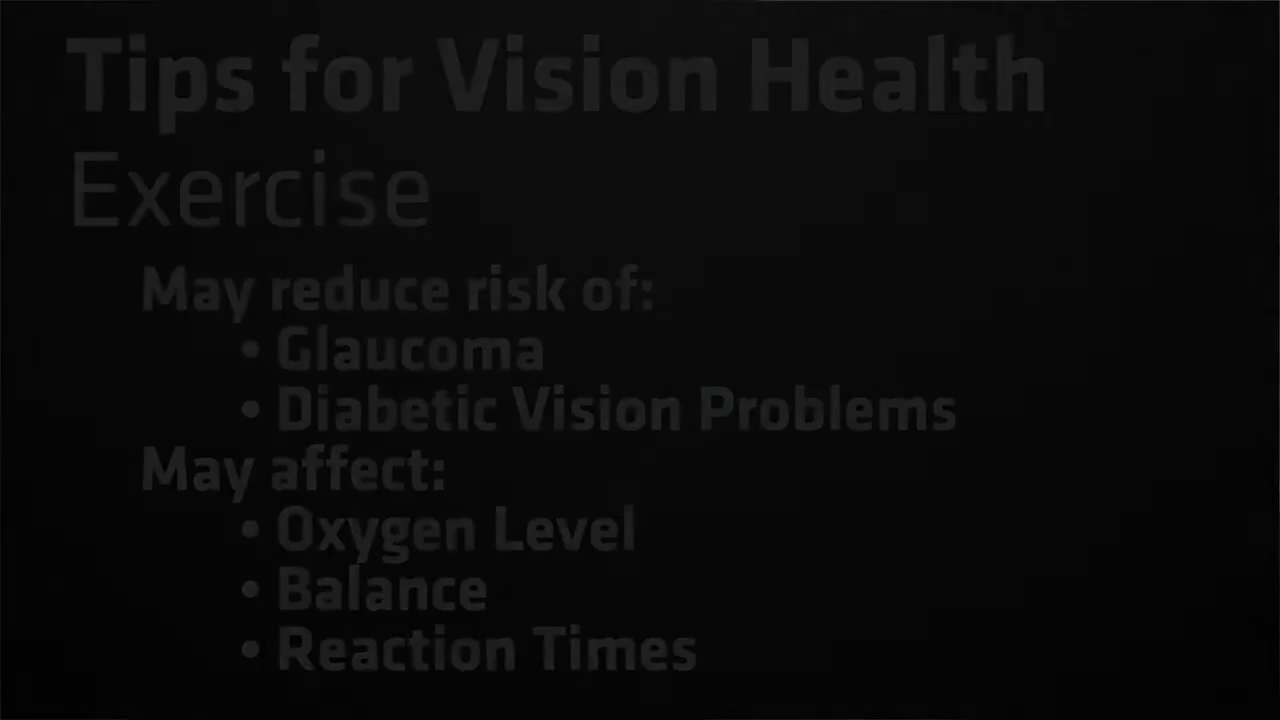 Tips for Vision Health
Exercise
May reduce risk of:
• Glaucoma
• Diabetic Vision Problems
May affect:
• Oxygen Level
• Balance
• Reaction Times